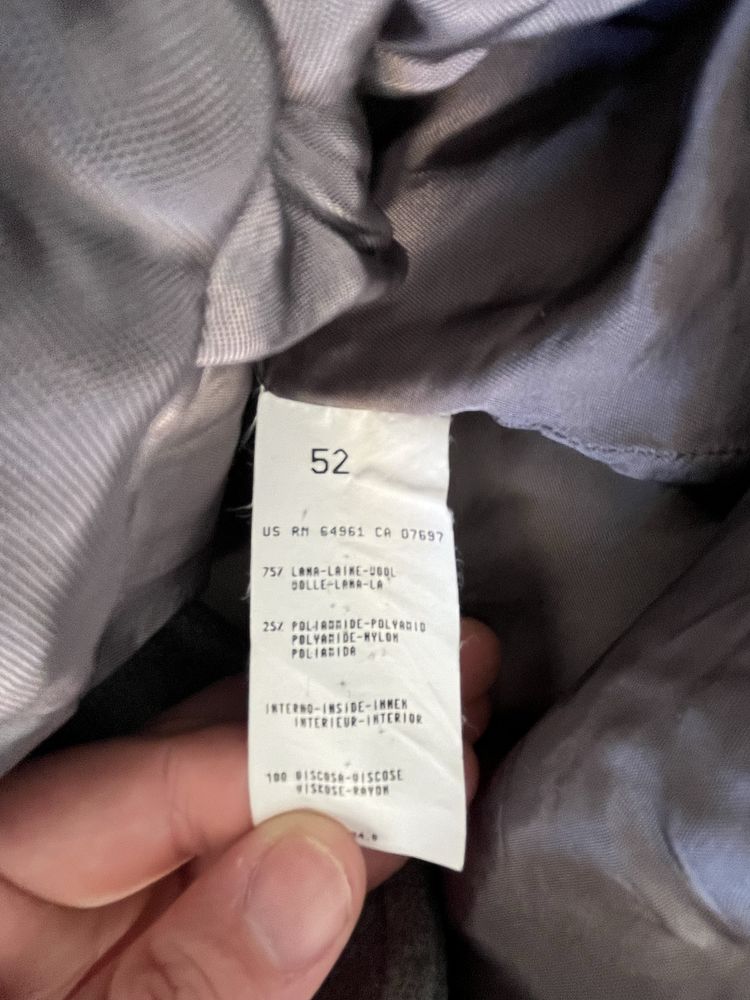 52
US RN 64961 CA 07697
75% LANA-LAINE-WOOL
WOLLE-LANA-LA
25% POLIAMMIDE-POLYAMID
POLYAMIDE-NYLON
POLIAMIDA
INTERNO-INSIDE-INNEN
INTERIEUR-INTERIOR
100 VISCOSA-VISCOSE
VISKOSE-RAYON